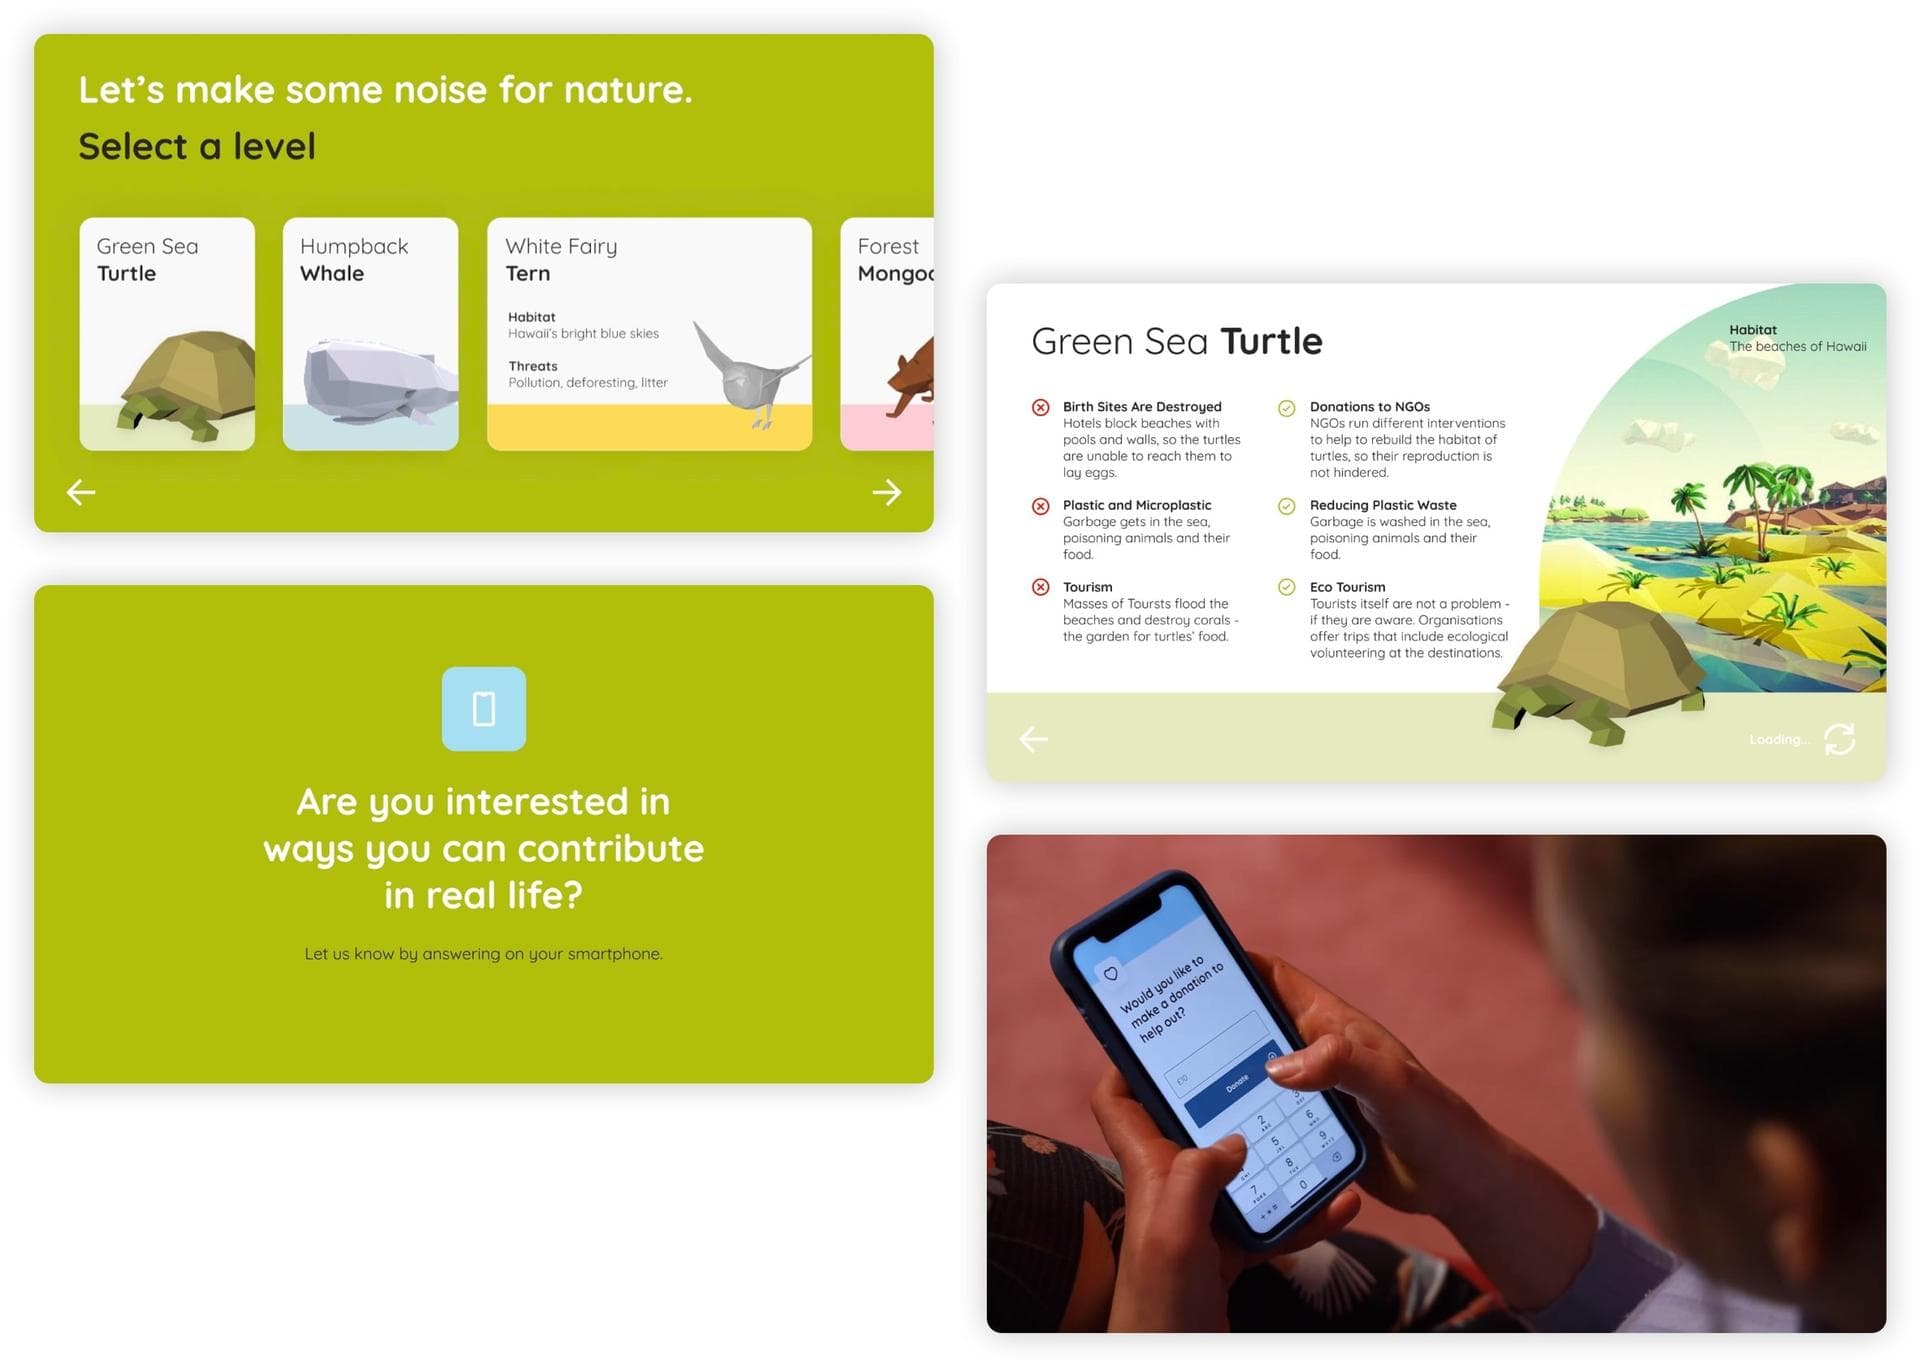 Let's make some noise for nature.
Select a level
Green Sea
Turtle
Humpback
Whale
White Fairy
Tern
Habitat
Hawaii's bright blue skies
Threats
Pollution, deforesting, litter
Forest
Are you interested in
ways you can contribute
in real life?
Let us know by answering on your smartphone.
Green Sea Turtle
Habitat
The beaches of Hawaii
Birth Sites Are Destroyed
Hotels block beaches with
pools and walls, so the turtles
are unable to reach them to
lay eggs.
Plastic and Microplastic
Garbage gets in the sea,
poisoning animals and their
food.
Tourism
Masses of Toursts flood the
beaches and destroy corals -
the garden for turtles' food.
Donations to NGOs
NGOs run different interventions
to help to rebuild the habitat of
turtles, so their reproduction is
not hindered.
Reducing Plastic Waste
Garbage is washed in the sea,
poisoning animals and their
food.
Eco Tourism
Tourists itself are not a problem -
if they are aware. Organisations
offer trips that include ecological
volunteering at the destinations.
Loading...
Would you like to
make a donation to
help out?
£10
Donate
2 3
5 6
7 8 9
0